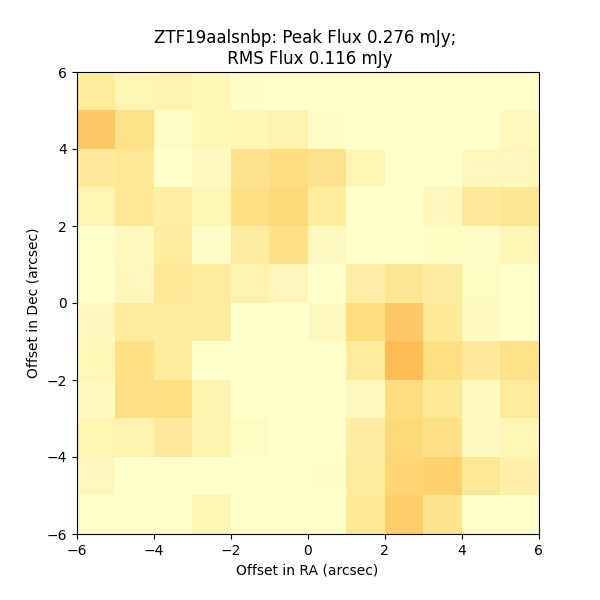 ZTF19aalsnbp: Peak Flux 0.276 mJy;
RMS Flux 0.116 mJy
6
4
2
0
−2
−4
−6
Offset in Dec (arcsec)
−6 −4 −2 0 2 4 6
Offset in RA (arcsec)